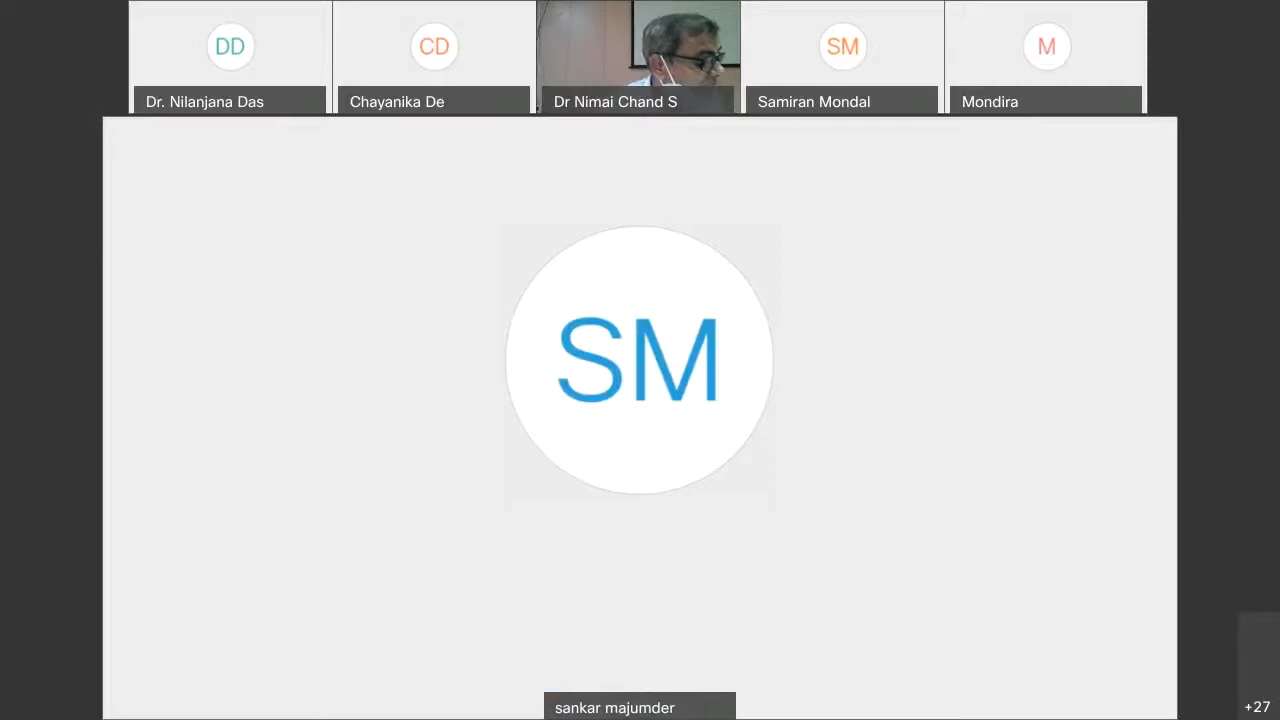 DD
CD
SM
M
Dr. Nilanjana Das
Chayanika De
Dr Nimai Chand S
Samiran Mondal
Mondira
SM
sankar majumder
+27